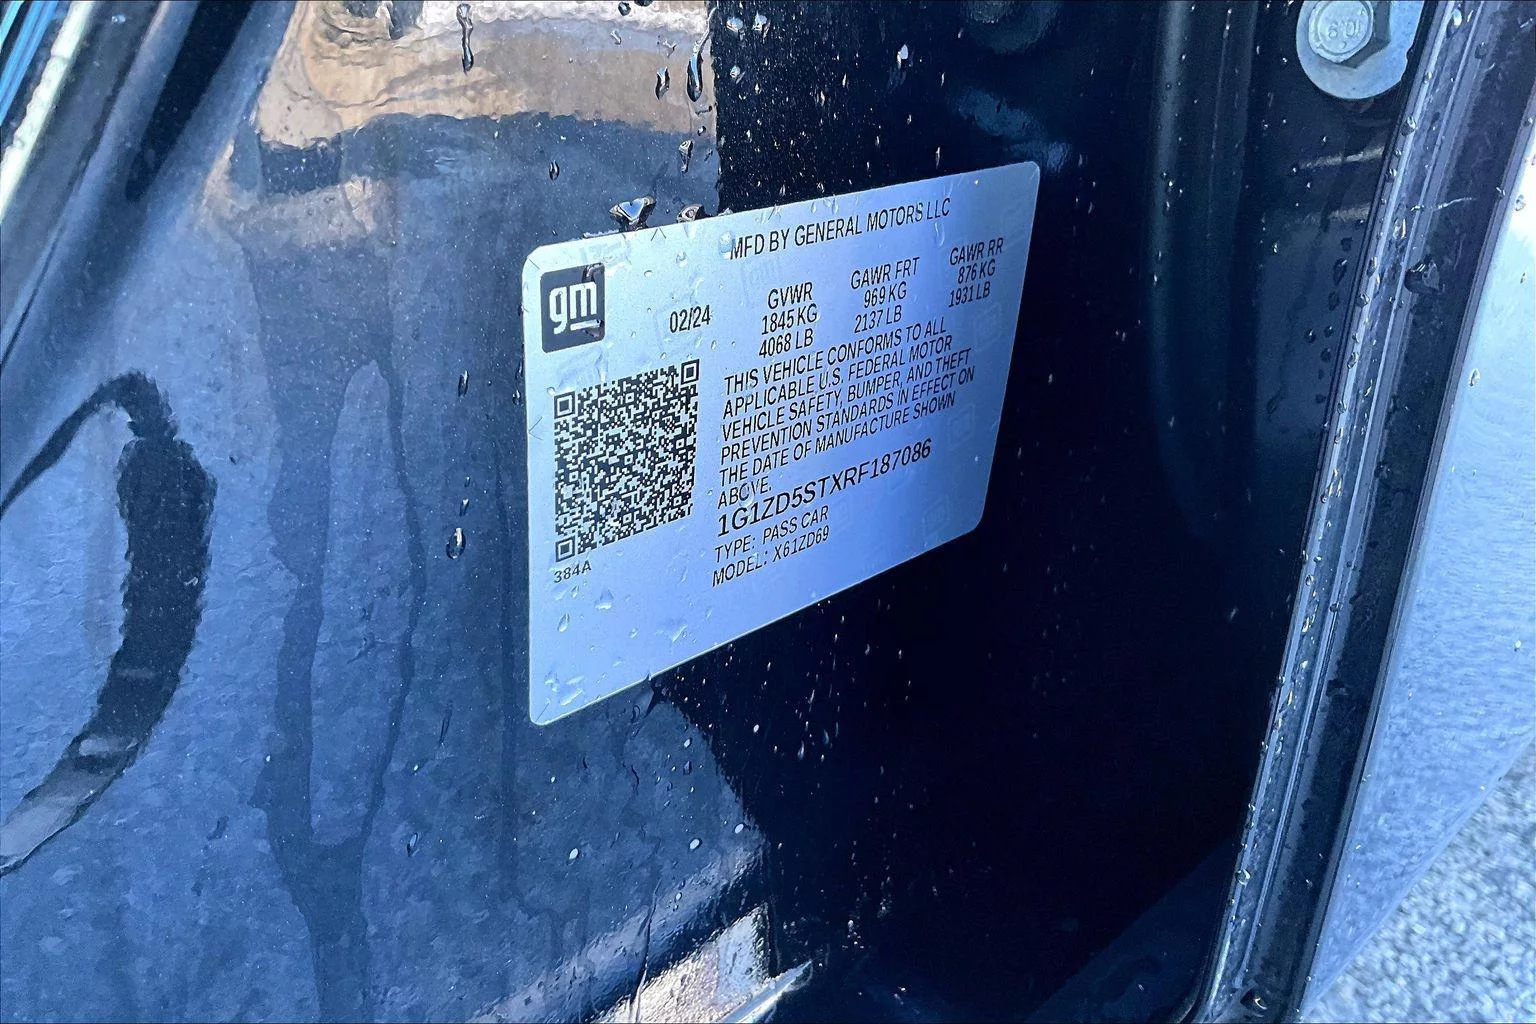 10.9
MFD BY GENERAL MOTORS LLC
gm
02/24
GVWR
1845 KG
4068 LB
GAWR FRT
969 KG
2137 LB
GAWR RR
876 KG
1931 LB
THIS VEHICLE CONFORMS TO ALL
APPLICABLE U.S. FEDERAL MOTOR
VEHICLE SAFETY, BUMPER, AND THEFT
PREVENTION STANDARDS IN EFFECT ON
THE DATE OF MANUFACTURE SHOWN
ABOVE.
1G1ZD5STXRF187086
TYPE: PASS CAR
MODEL: X61ZD69
384A